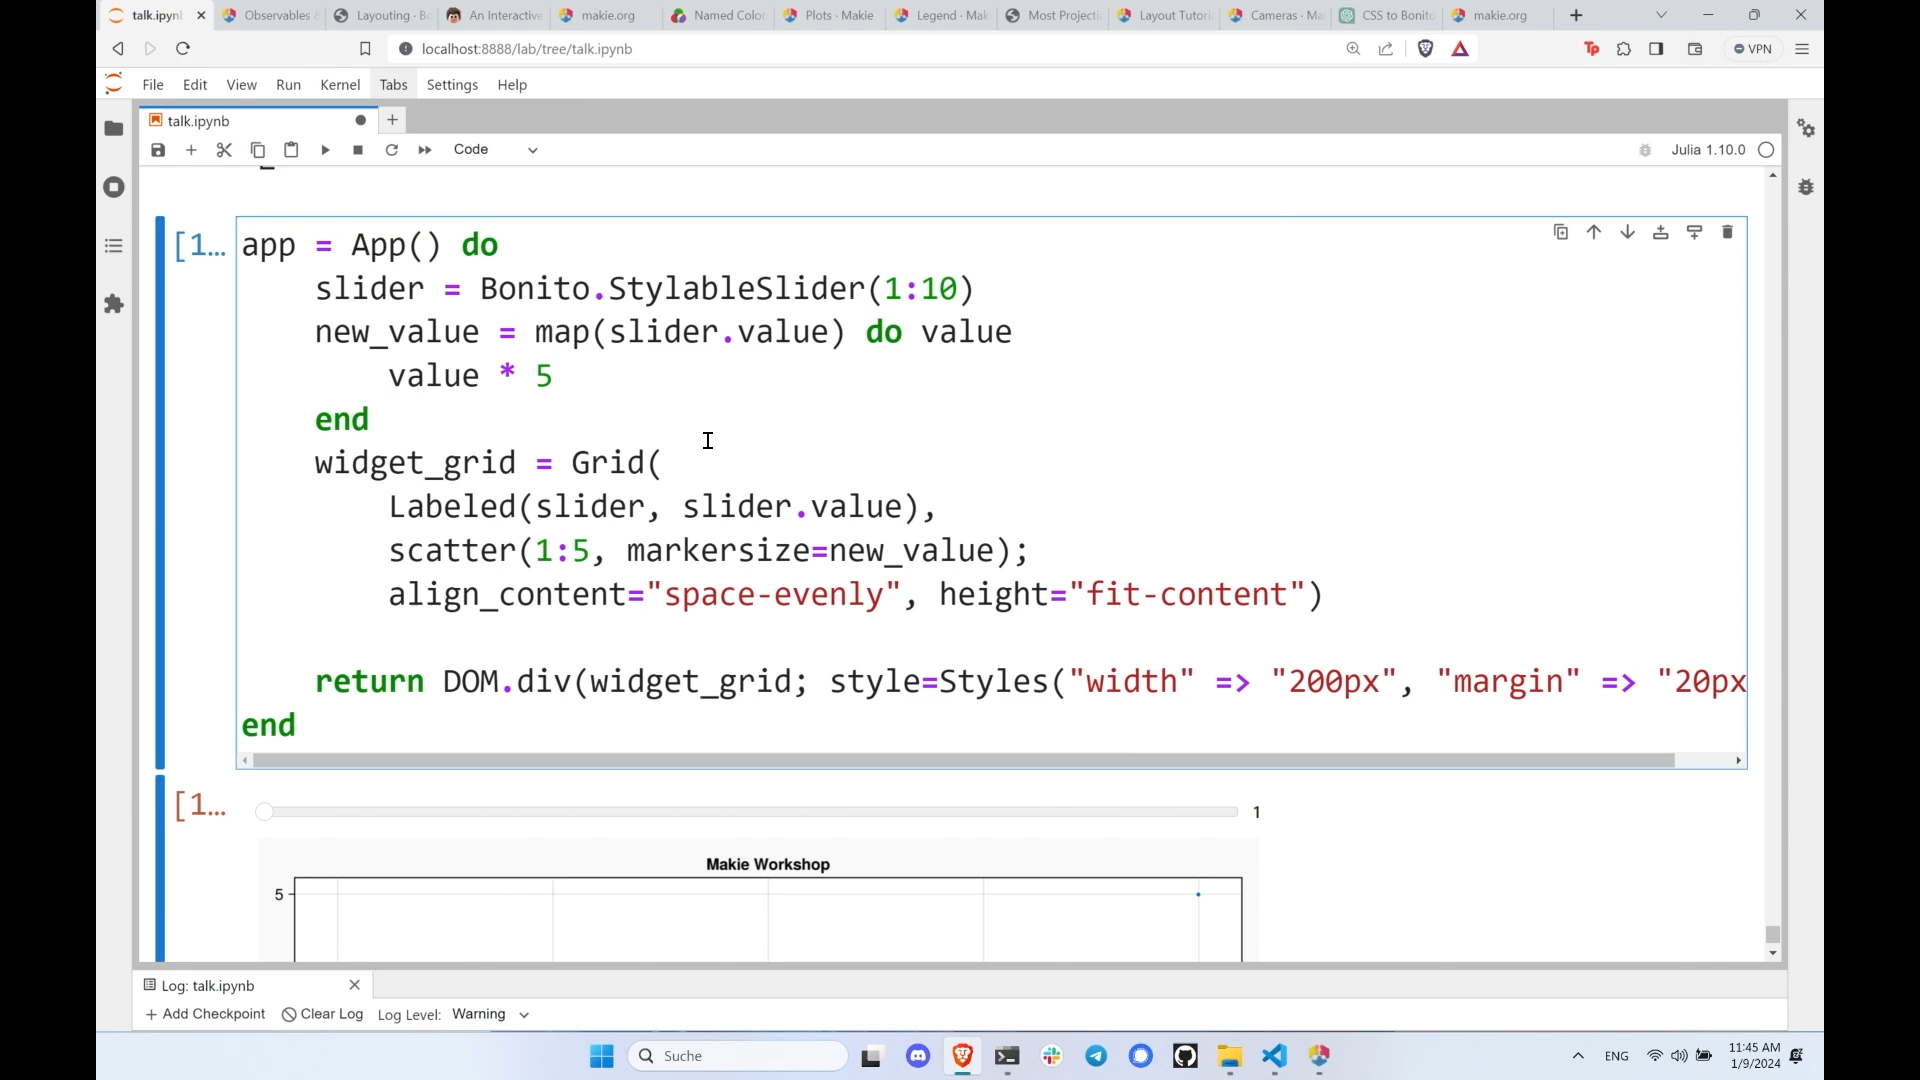 talk.ipynb
Observables
Layouting · Bo
An Interactive
makie.org
Named Color
Plots · Makie
Legend · Mak
Most Projecti
Layout Tutori
Cameras · Ma
CSS to Bonito
makie.org
localhost:8888/lab/tree/talk.ipynb
VPN
File Edit View Run Kernel Tabs Settings Help
talk.ipynb
Code
Julia 1.10.0
[1…
app = App() do
slider = Bonito.StylableSlider(1:10)
new_value = map(slider.value) do value
value * 5
end
widget_grid = Grid(
Labeled(slider, slider.value),
scatter(1:5, markersize=new_value);
align_content="space-evenly", height="fit-content")
return DOM.div(widget_grid; style=Styles("width" => "200px", "margin" => "20px
end
[1…
1
Makie Workshop
5
Log: talk.ipynb
+ Add Checkpoint Clear Log Log Level: Warning
Suche
ENG
11:45 AM
1/9/2024